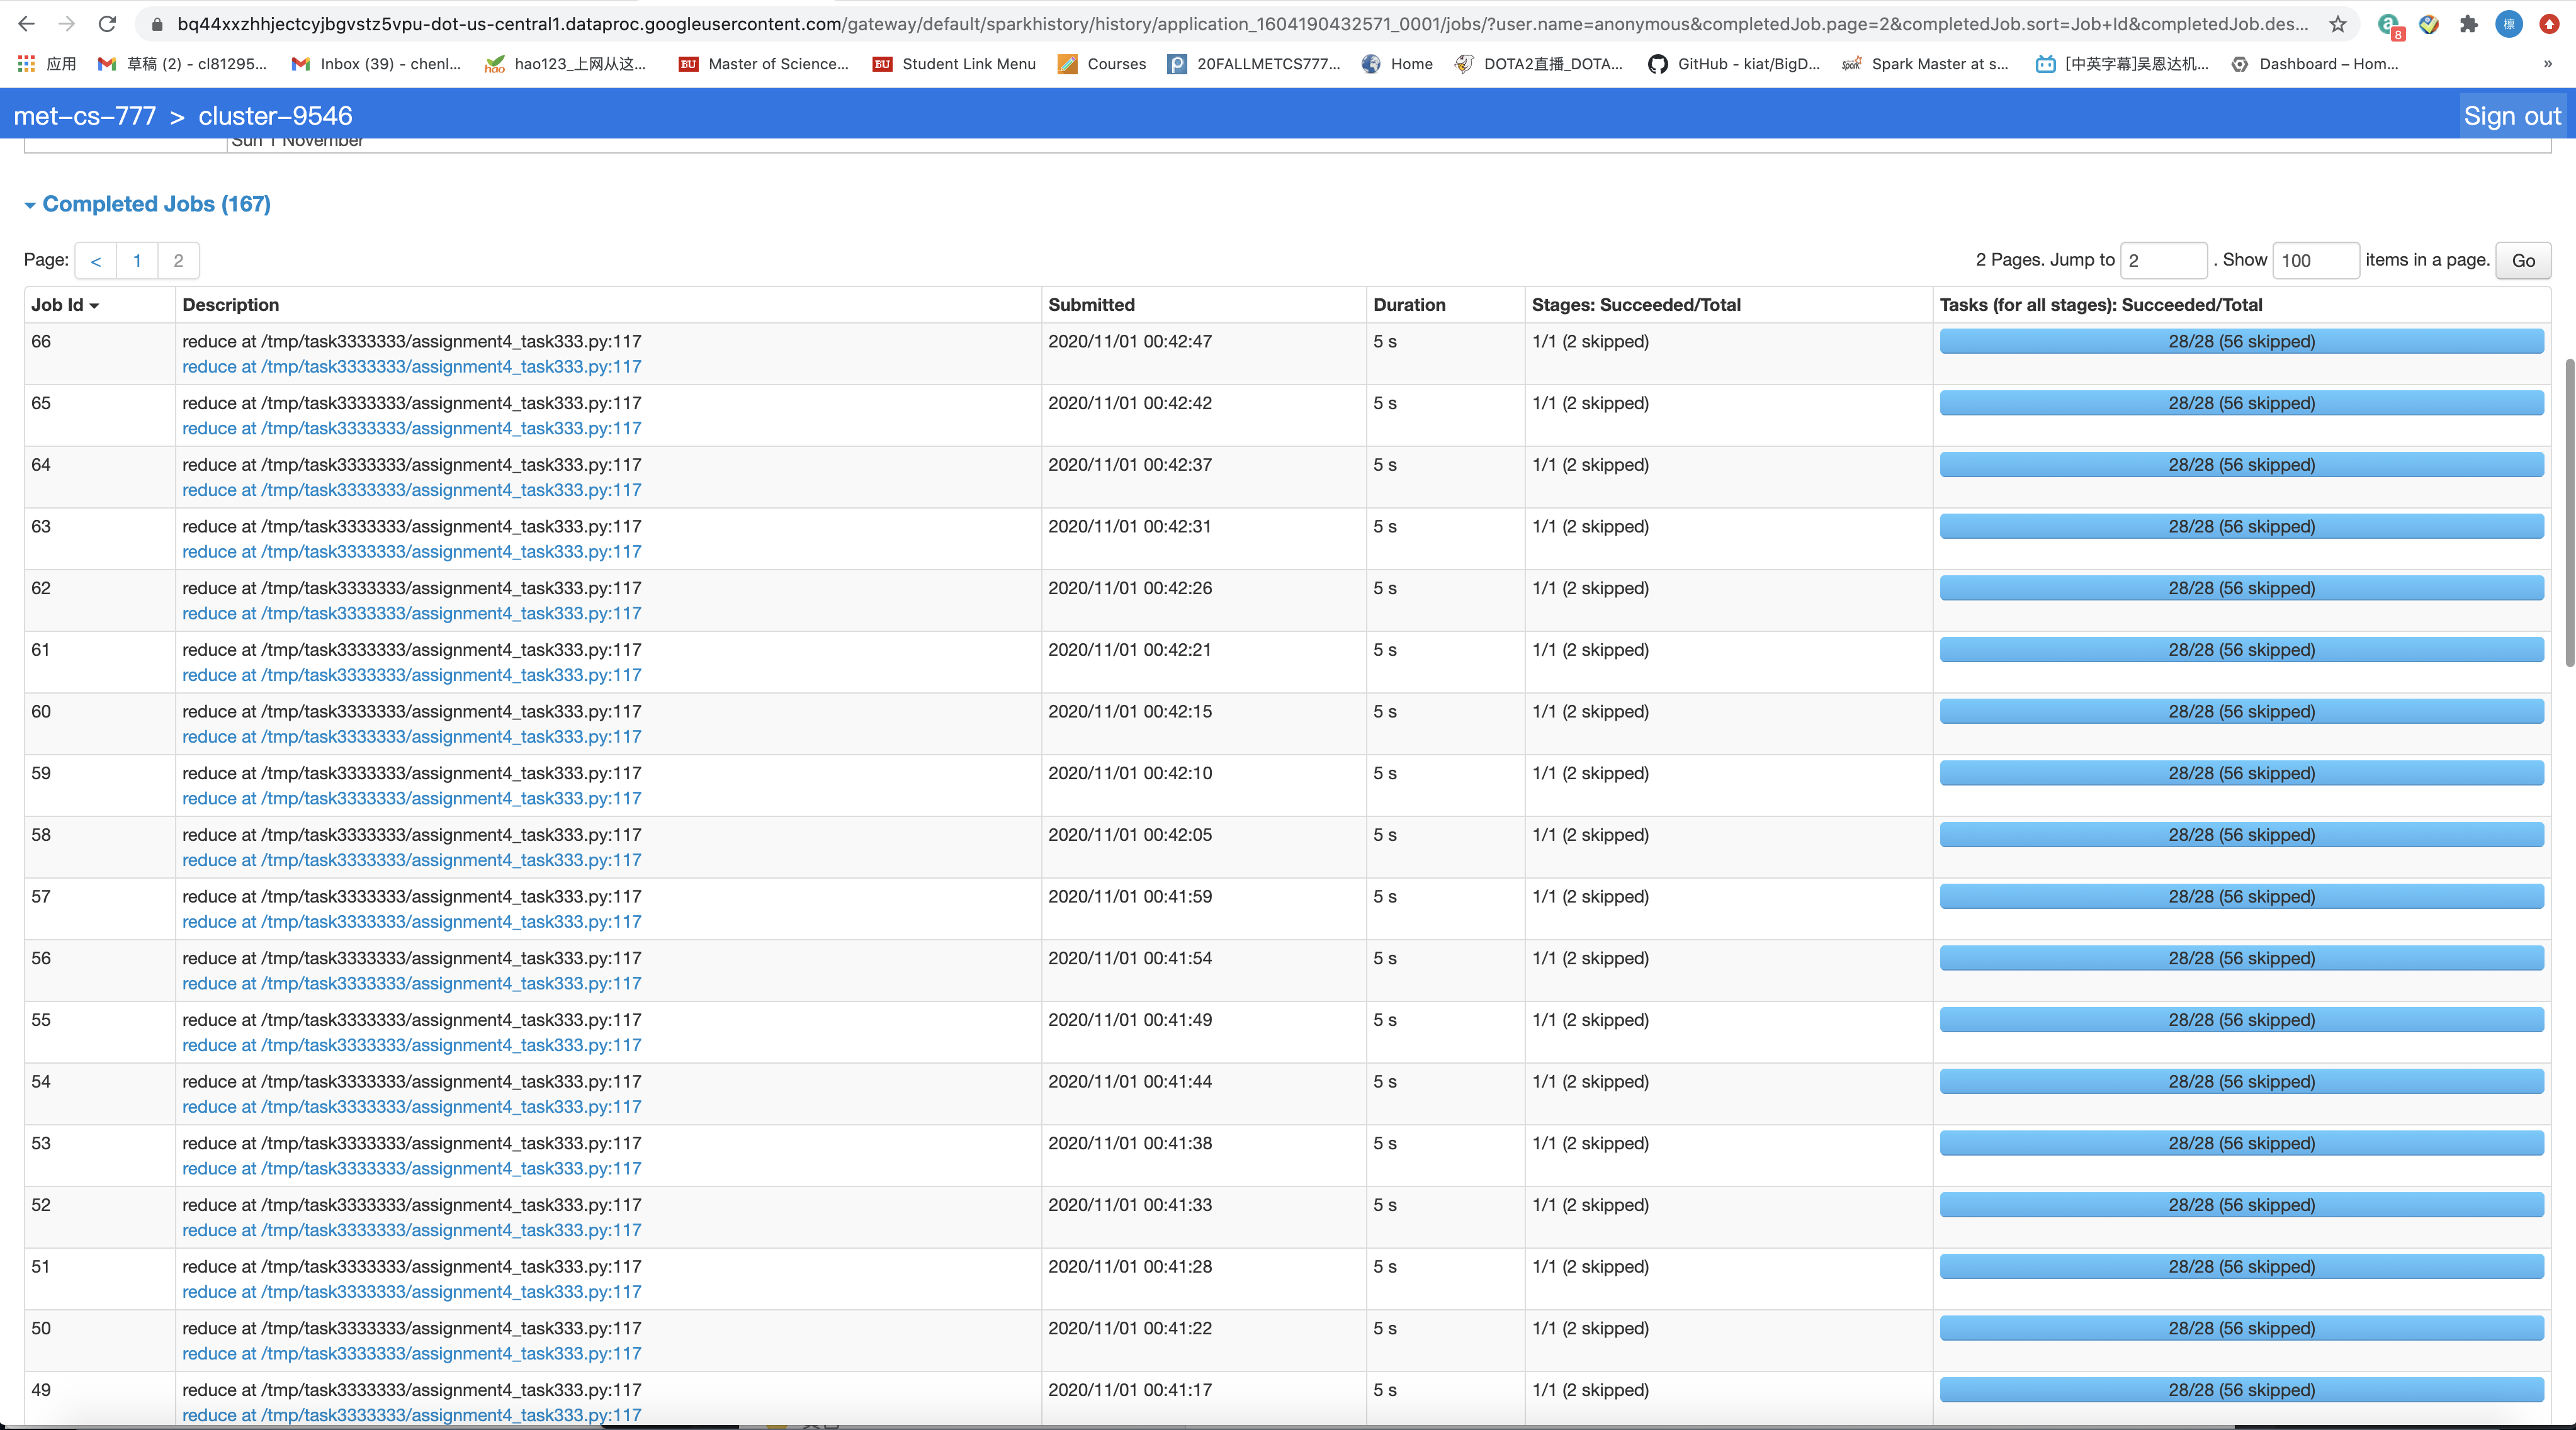 bq44xxzhhjectcyjbgvstz5vpu-dot-us-central1.dataproc.googleusercontent.com/gateway/default/sparkhistory/history/application_1604190432571_0001/jobs/?user.name=anonymous&completedJob.page=2&completedJob.sort=Job+Id&completedJob.des... 8 標
应用 草稿 (2) - cl81295... Inbox (39) - chenl... hao hao123_上网从这... BU Master of Science... BU Student Link Menu Courses P 20FALLMETCS777... Home DOTA2直播_DOTA... GitHub - kiat/BigD... Spark Master at s... [中英字幕]吴恩达机... Dashboard – Hom... »
met-cs-777 > cluster-9546 Sign out
Sun 1 November
Completed Jobs (167)
Page: < 1 2 2 Pages. Jump to 2 . Show 100 items in a page. Go
Job Id Description Submitted Duration Stages: Succeeded/Total Tasks (for all stages): Succeeded/Total
66 reduce at /tmp/task3333333/assignment4_task333.py:117 2020/11/01 00:42:47 5 s 1/1 (2 skipped) 28/28 (56 skipped)
reduce at /tmp/task3333333/assignment4_task333.py:117
65 reduce at /tmp/task3333333/assignment4_task333.py:117 2020/11/01 00:42:42 5 s 1/1 (2 skipped) 28/28 (56 skipped)
reduce at /tmp/task3333333/assignment4_task333.py:117
64 reduce at /tmp/task3333333/assignment4_task333.py:117 2020/11/01 00:42:37 5 s 1/1 (2 skipped) 28/28 (56 skipped)
reduce at /tmp/task3333333/assignment4_task333.py:117
63 reduce at /tmp/task3333333/assignment4_task333.py:117 2020/11/01 00:42:31 5 s 1/1 (2 skipped) 28/28 (56 skipped)
reduce at /tmp/task3333333/assignment4_task333.py:117
62 reduce at /tmp/task3333333/assignment4_task333.py:117 2020/11/01 00:42:26 5 s 1/1 (2 skipped) 28/28 (56 skipped)
reduce at /tmp/task3333333/assignment4_task333.py:117
61 reduce at /tmp/task3333333/assignment4_task333.py:117 2020/11/01 00:42:21 5 s 1/1 (2 skipped) 28/28 (56 skipped)
reduce at /tmp/task3333333/assignment4_task333.py:117
60 reduce at /tmp/task3333333/assignment4_task333.py:117 2020/11/01 00:42:15 5 s 1/1 (2 skipped) 28/28 (56 skipped)
reduce at /tmp/task3333333/assignment4_task333.py:117
59 reduce at /tmp/task3333333/assignment4_task333.py:117 2020/11/01 00:42:10 5 s 1/1 (2 skipped) 28/28 (56 skipped)
reduce at /tmp/task3333333/assignment4_task333.py:117
58 reduce at /tmp/task3333333/assignment4_task333.py:117 2020/11/01 00:42:05 5 s 1/1 (2 skipped) 28/28 (56 skipped)
reduce at /tmp/task3333333/assignment4_task333.py:117
57 reduce at /tmp/task3333333/assignment4_task333.py:117 2020/11/01 00:41:59 5 s 1/1 (2 skipped) 28/28 (56 skipped)
reduce at /tmp/task3333333/assignment4_task333.py:117
56 reduce at /tmp/task3333333/assignment4_task333.py:117 2020/11/01 00:41:54 5 s 1/1 (2 skipped) 28/28 (56 skipped)
reduce at /tmp/task3333333/assignment4_task333.py:117
55 reduce at /tmp/task3333333/assignment4_task333.py:117 2020/11/01 00:41:49 5 s 1/1 (2 skipped) 28/28 (56 skipped)
reduce at /tmp/task3333333/assignment4_task333.py:117
54 reduce at /tmp/task3333333/assignment4_task333.py:117 2020/11/01 00:41:44 5 s 1/1 (2 skipped) 28/28 (56 skipped)
reduce at /tmp/task3333333/assignment4_task333.py:117
53 reduce at /tmp/task3333333/assignment4_task333.py:117 2020/11/01 00:41:38 5 s 1/1 (2 skipped) 28/28 (56 skipped)
reduce at /tmp/task3333333/assignment4_task333.py:117
52 reduce at /tmp/task3333333/assignment4_task333.py:117 2020/11/01 00:41:33 5 s 1/1 (2 skipped) 28/28 (56 skipped)
reduce at /tmp/task3333333/assignment4_task333.py:117
51 reduce at /tmp/task3333333/assignment4_task333.py:117 2020/11/01 00:41:28 5 s 1/1 (2 skipped) 28/28 (56 skipped)
reduce at /tmp/task3333333/assignment4_task333.py:117
50 reduce at /tmp/task3333333/assignment4_task333.py:117 2020/11/01 00:41:22 5 s 1/1 (2 skipped) 28/28 (56 skipped)
reduce at /tmp/task3333333/assignment4_task333.py:117
49 reduce at /tmp/task3333333/assignment4_task333.py:117 2020/11/01 00:41:17 5 s 1/1 (2 skipped) 28/28 (56 skipped)
reduce at /tmp/task3333333/assignment4_task333.py:117